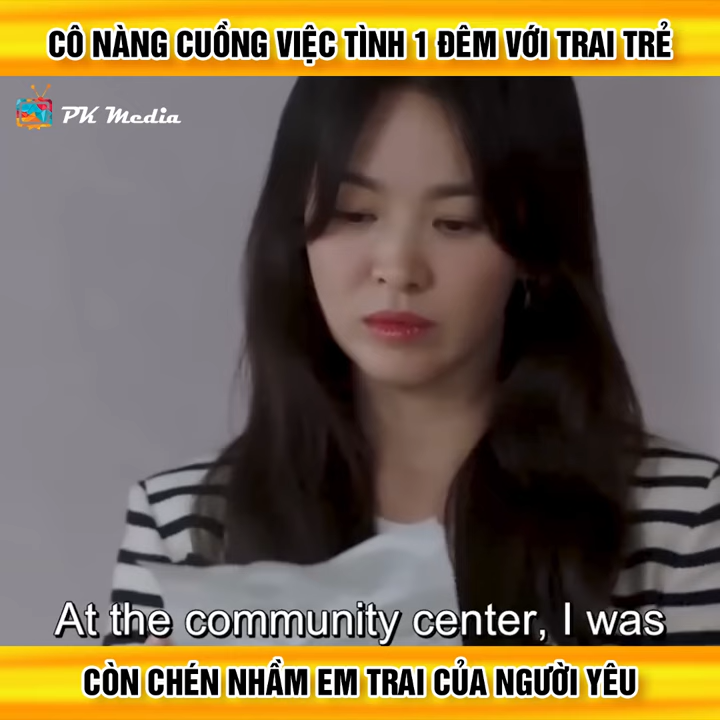 CÔ NÀNG CUỒNG VIỆC TÌNH 1 ĐÊM VỚI TRAI TRẺ
PK Media
At the community center, I was
CÒN CHÉN NHẦM EM TRAI CỦA NGƯỜI YÊU